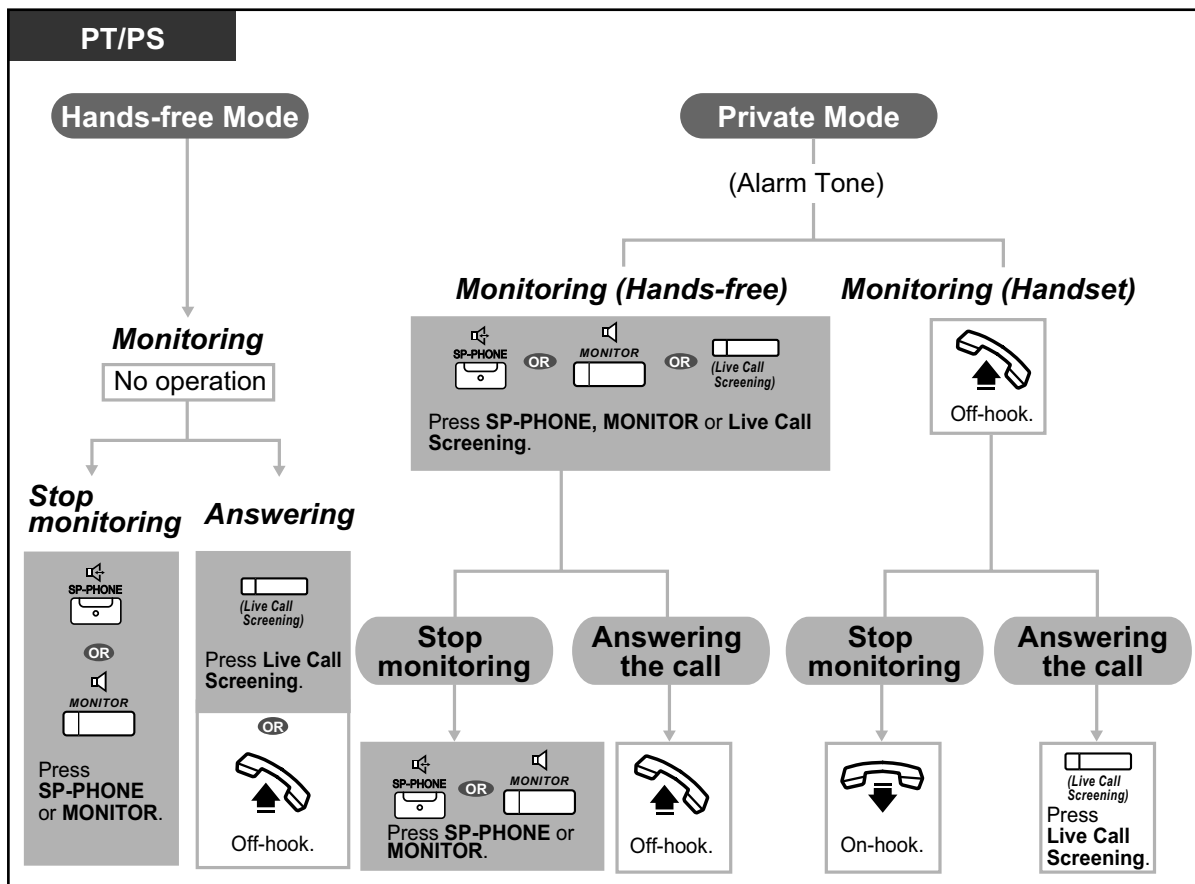 PT/PS
Hands-free Mode
Private Mode
(Alarm Tone)
Monitoring (Hands-free)
Monitoring (Handset)
Monitoring
No operation
SP-PHONE
OR
MONITOR
OR
(Live Call
Screening)
Press SP-PHONE, MONITOR or Live Call
Screening.
Off-hook.
Stop
monitoring
Answering
SP-PHONE
OR
MONITOR
Press
SP-PHONE
or MONITOR.
(Live Call
Screening)
Press Live Call
Screening.
OR
Off-hook.
Stop
monitoring
Answering
the call
Stop
monitoring
Answering
the call
SP-PHONE
OR
MONITOR
Press SP-PHONE or
MONITOR.
Off-hook.
On-hook.
(Live Call
Screening)
Press
Live Call
Screening.